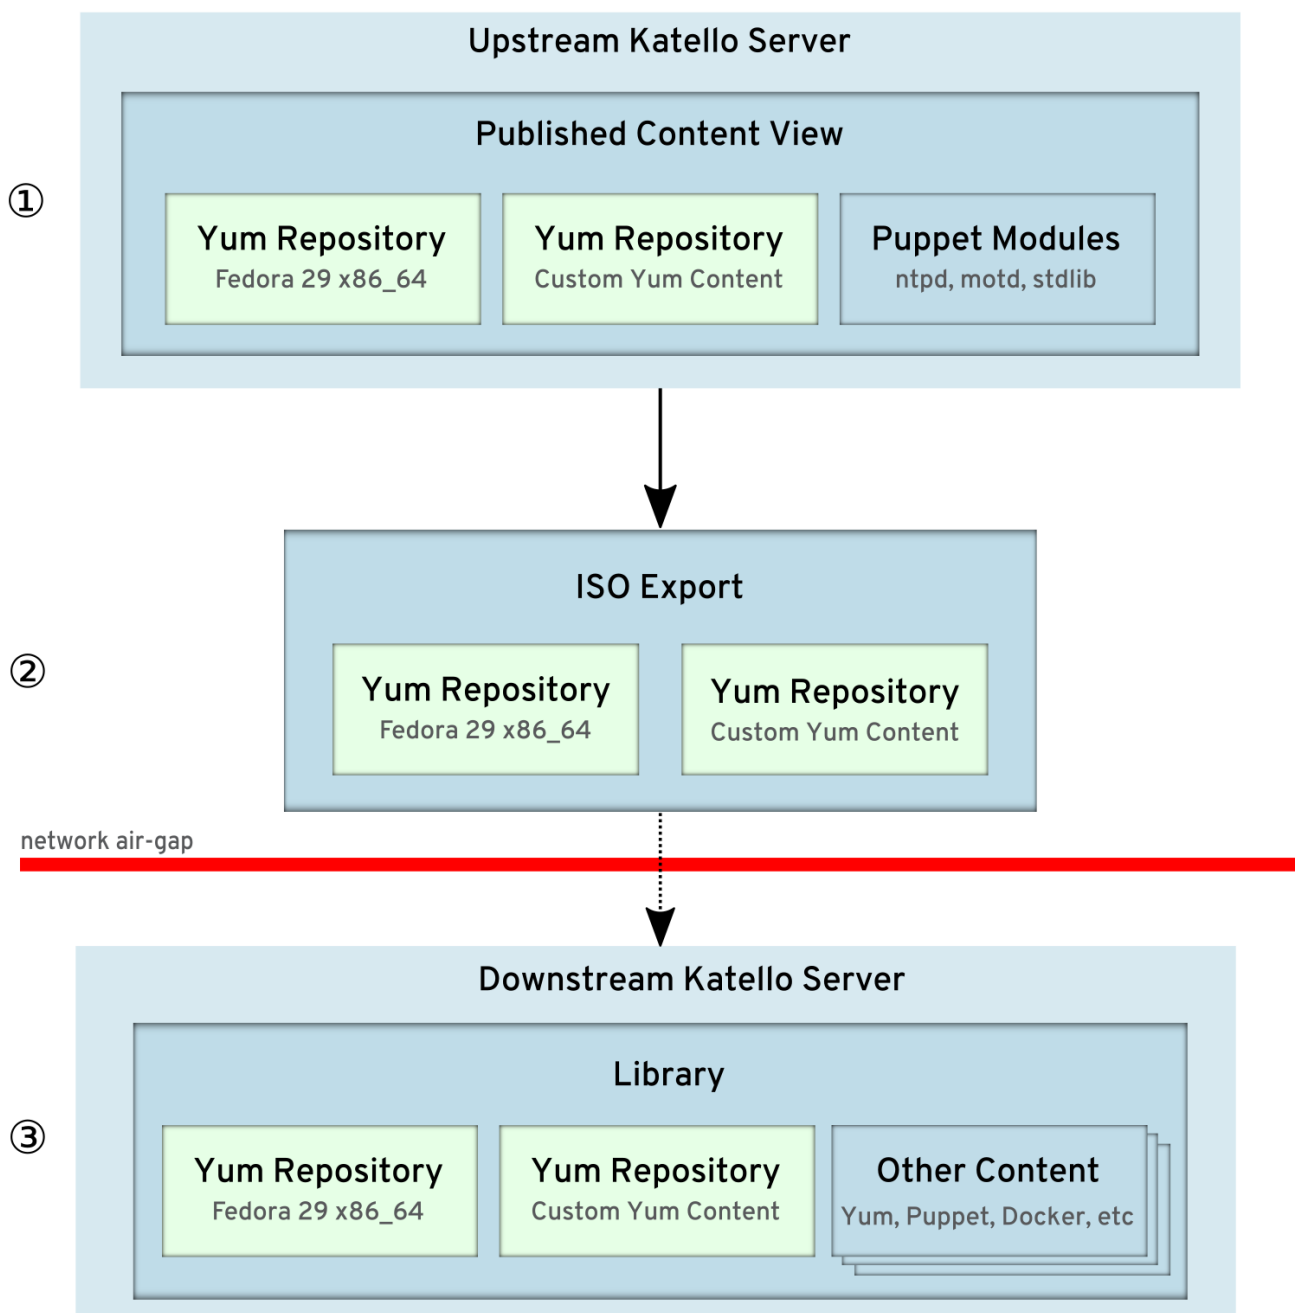 Upstream Katello Server
Published Content View
①
Yum Repository
Fedora 29 x86_64
Yum Repository
Custom Yum Content
Puppet Modules
ntpd, motd, stdlib
ISO Export
②
Yum Repository
Fedora 29 x86_64
Yum Repository
Custom Yum Content
network air-gap
Downstream Katello Server
Library
③
Yum Repository
Fedora 29 x86_64
Yum Repository
Custom Yum Content
Other Content
Yum, Puppet, Docker, etc